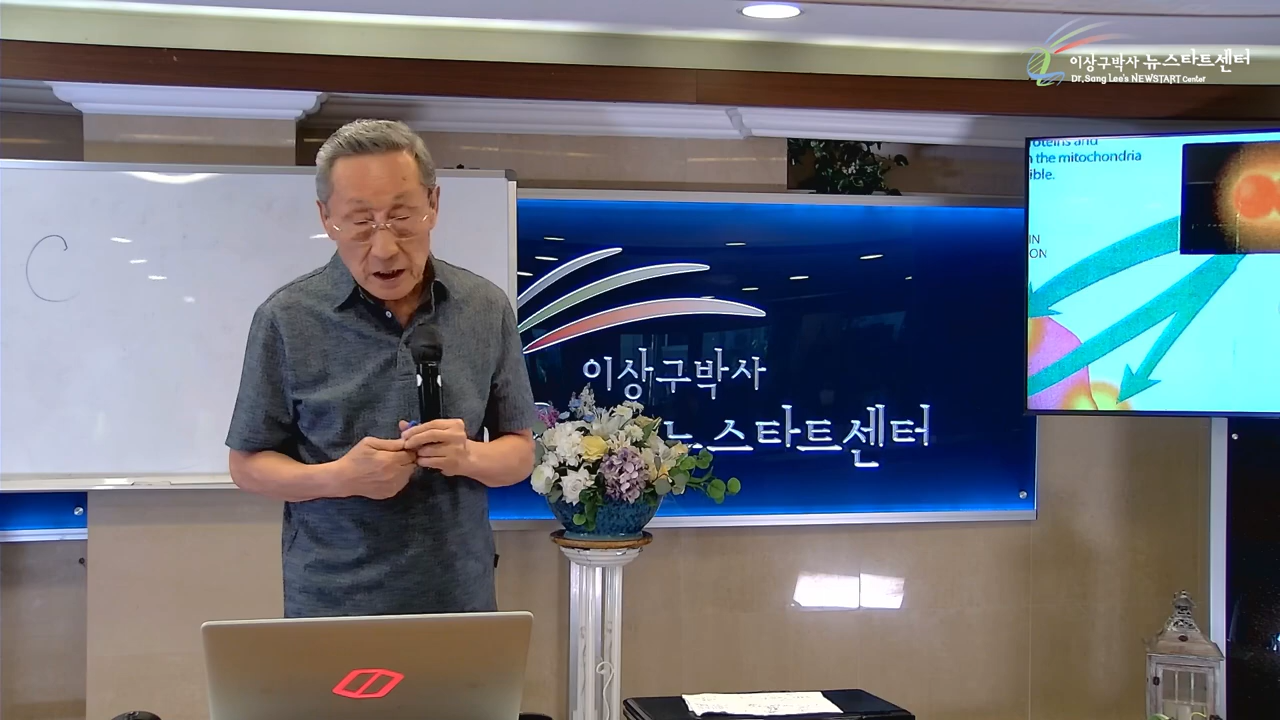 이상구박사 뉴스타트센터
Dr.Sang Lee's NEWSTART Center
oteins and
n the mitochondria
ible.
IN
ON
C
이상구박사
뉴스타트센터